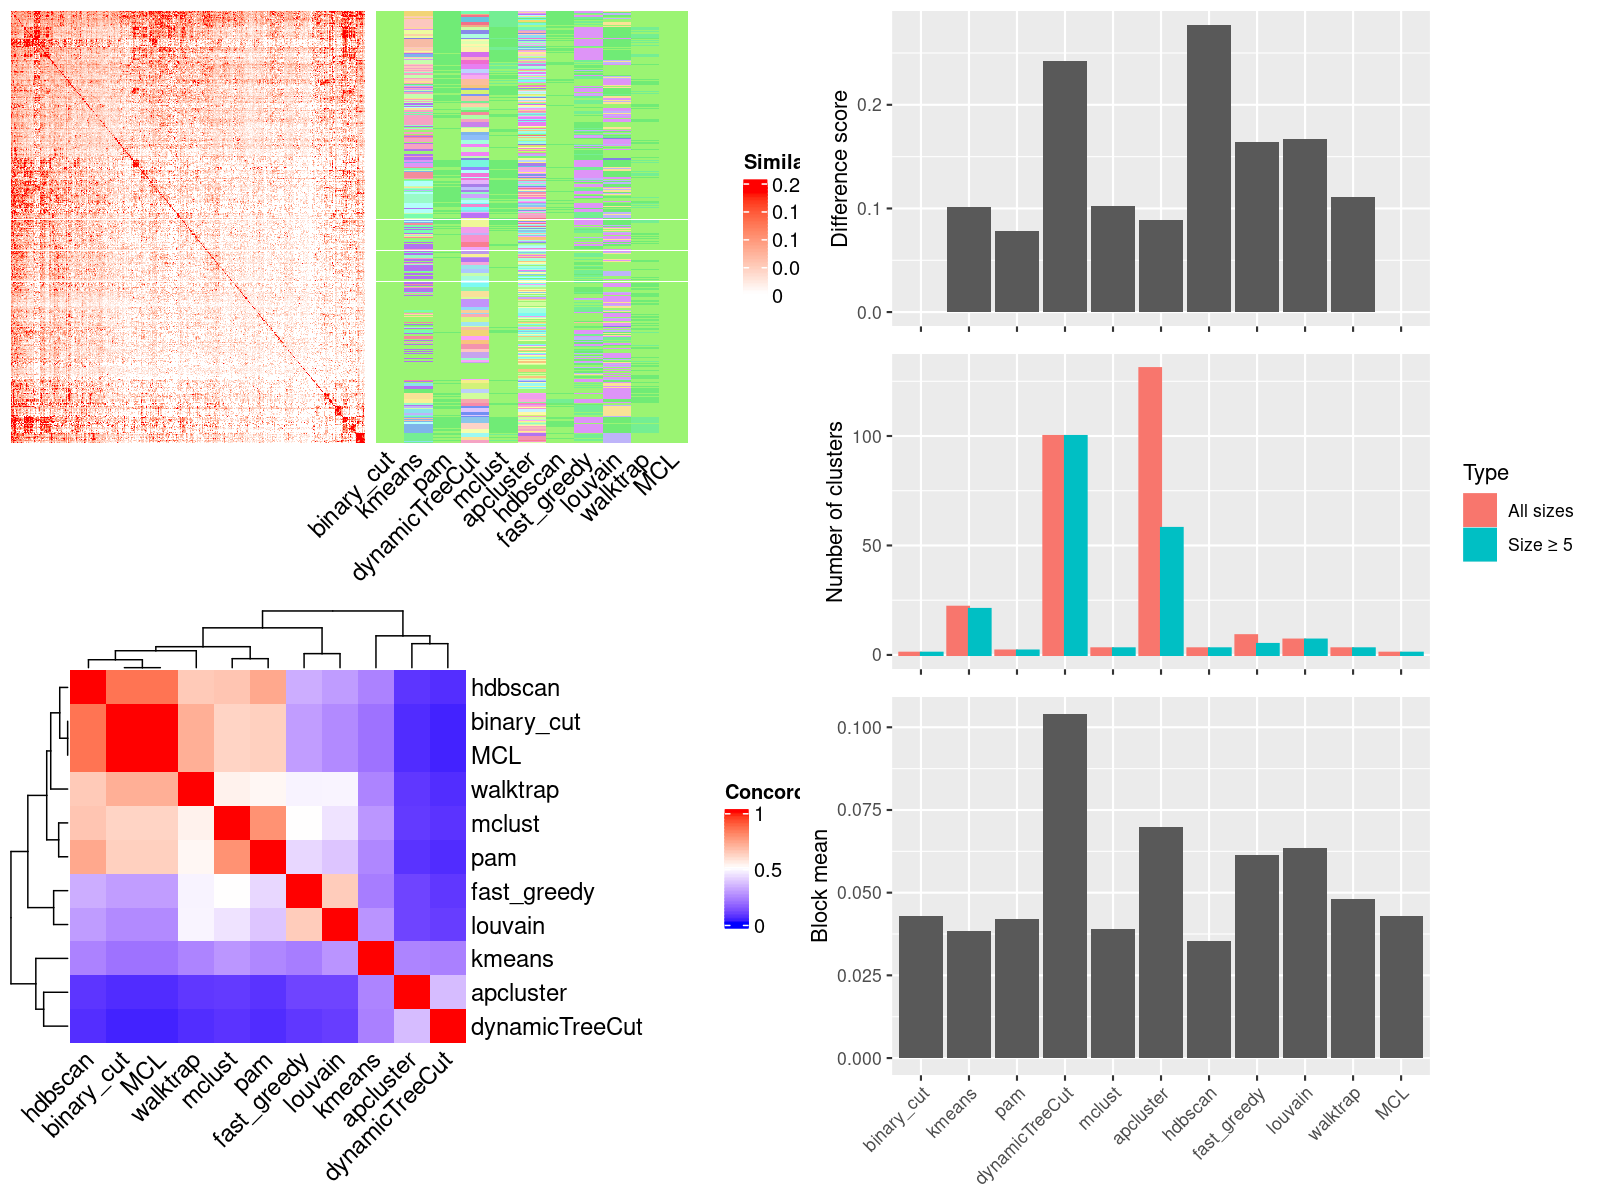 Simila
0.2
0.1
0.1
0.0
0
binary_cut
kmeans
pam
dynamicTreeCut
mclust
apcluster
hdbscan
fast_greedy
louvain
walktrap
MCL
hdbscan
binary_cut
MCL
walktrap
mclust
pam
fast_greedy
louvain
kmeans
apcluster
dynamicTreeCut
hdbscan
binary_cut
MCL
walktrap
mclust
pam
fast_greedy
louvain
kmeans
apcluster
dynamicTreeCut
Concorc
1
0.5
0
Difference score
0.2
0.1
0.0
Number of clusters
100
50
0
Type
All sizes
Size ≥ 5
Block mean
0.100
0.075
0.050
0.025
0.000
binary_cut
kmeans
pam
dynamicTreeCut
mclust
apcluster
hdbscan
fast_greedy
louvain
walktrap
MCL